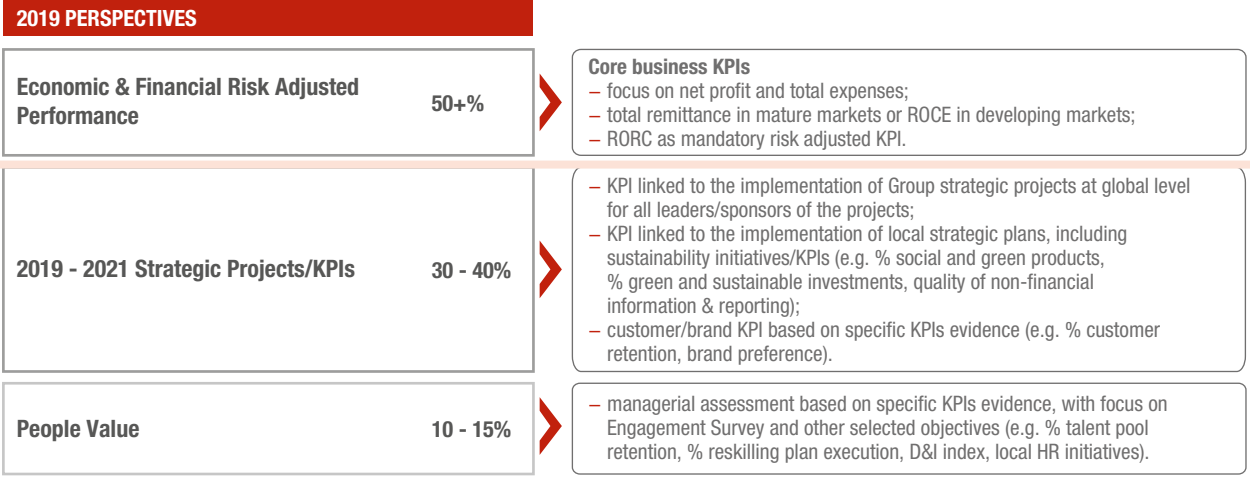 2019 PERSPECTIVES
Economic & Financial Risk Adjusted
Performance
50+%
Core business KPIs
– focus on net profit and total expenses;
– total remittance in mature markets or ROCE in developing markets;
– RORC as mandatory risk adjusted KPI.
2019 - 2021 Strategic Projects/KPIs
30 - 40%
– KPI linked to the implementation of Group strategic projects at global level
for all leaders/sponsors of the projects;
– KPI linked to the implementation of local strategic plans, including
sustainability initiatives/KPIs (e.g. % social and green products,
% green and sustainable investments, quality of non-financial
information & reporting);
– customer/brand KPI based on specific KPIs evidence (e.g. % customer
retention, brand preference).
People Value
10 - 15%
– managerial assessment based on specific KPIs evidence, with focus on
Engagement Survey and other selected objectives (e.g. % talent pool
retention, % reskilling plan execution, D&I index, local HR initiatives).